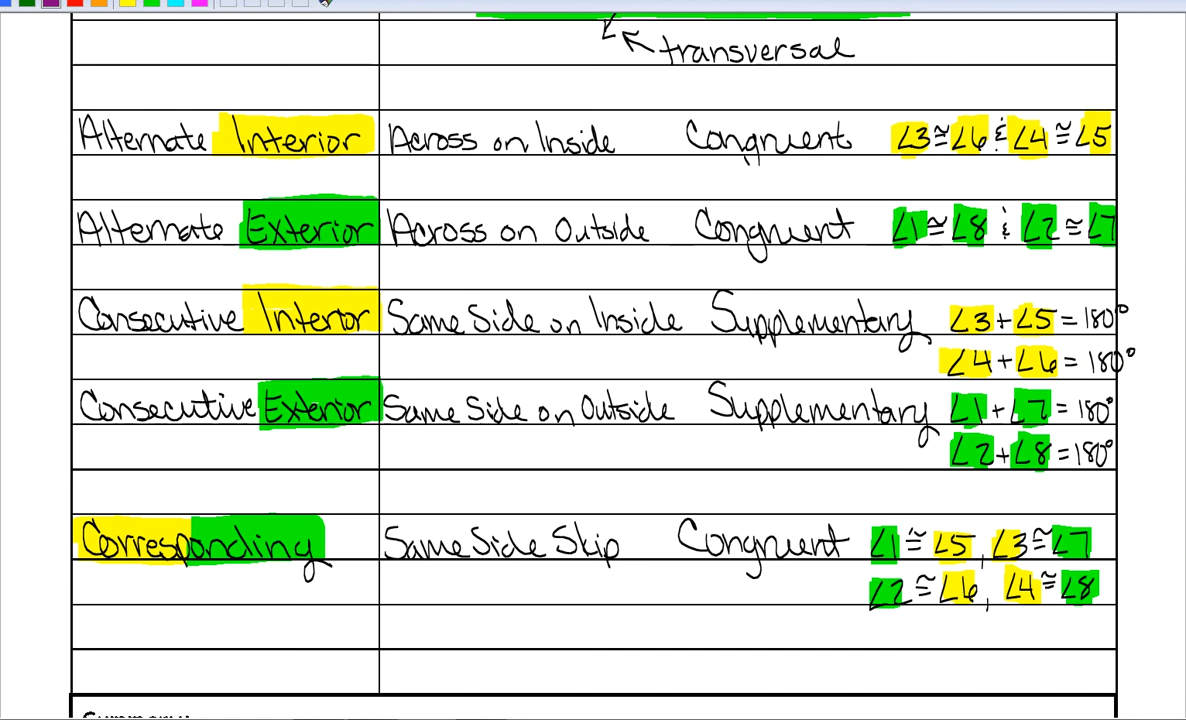 transversal
Alternate Interior Across on Inside Congruent ∠3≅∠6 & ∠4≅∠5
Alternate Exterior Across on Outside Congruent ∠1≅∠8 & ∠2≅∠7
Consecutive Interior Same Side on Inside Supplementary ∠3+∠5=180°
∠4+∠6=180°
Consecutive Exterior Same Side on Outside Supplementary ∠1+∠7=180°
∠2+∠8=180°
Corresponding Same Side Skip Congruent ∠1≅∠5, ∠3≅∠7
∠2≅∠6, ∠4≅∠8